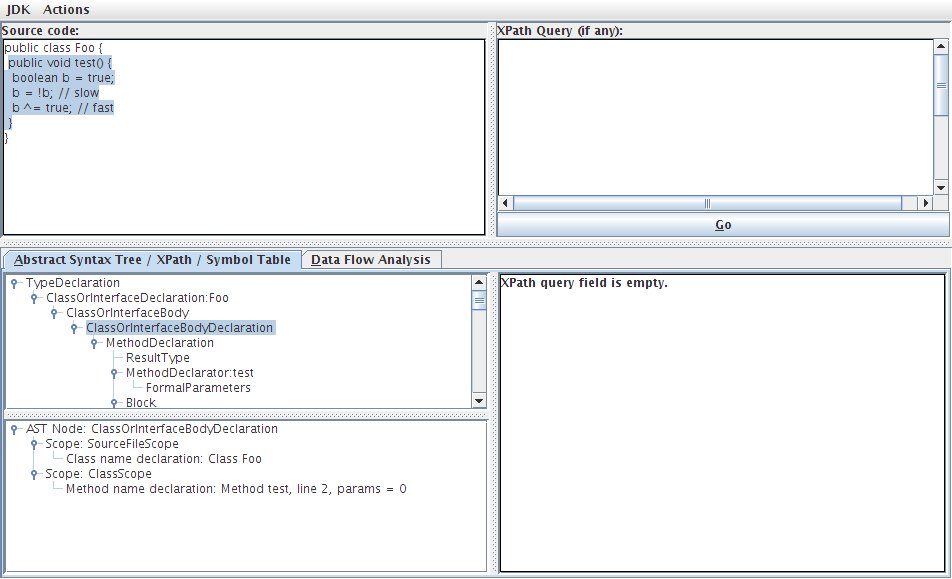 JDK Actions
Source code:
public class Foo {
public void test() {
boolean b = true;
b = !b; // slow
b ^= true; // fast
}
}
XPath Query (if any):
Go
Abstract Syntax Tree / XPath / Symbol Table
Data Flow Analysis
TypeDeclaration
ClassOrInterfaceDeclaration:Foo
ClassOrInterfaceBody
ClassOrInterfaceBodyDeclaration
MethodDeclaration
ResultType
MethodDeclarator:test
FormalParameters
Block
AST Node: ClassOrInterfaceBodyDeclaration
Scope: SourceFileScope
Class name declaration: Class Foo
Scope: ClassScope
Method name declaration: Method test, line 2, params = 0
XPath query field is empty.